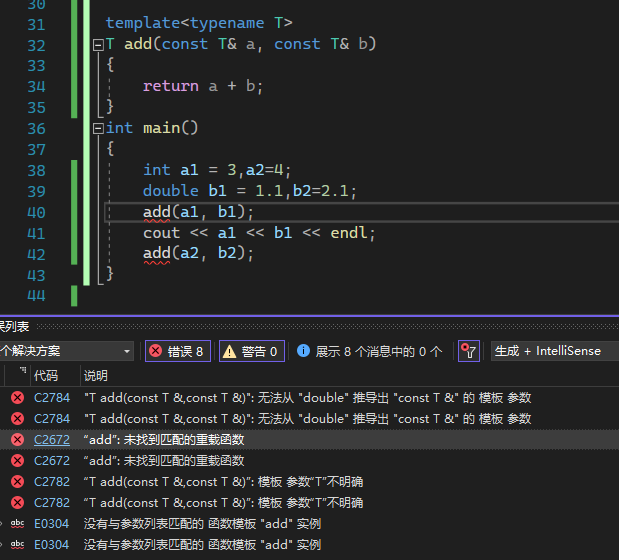 30
31 template<typename T>
32 T add(const T& a, const T& b)
33 {
34 return a + b;
35 }
36 int main()
37 {
38 int a1 = 3,a2=4;
39 double b1 = 1.1,b2=2.1;
40 add(a1, b1);
41 cout << a1 << b1 << endl;
42 add(a2, b2);
43 }
44
误列表
个解决方案 错误 8 警告 0 展示 8 个消息中的 0 个 生成 + IntelliSense
代码 说明
C2784 "T add(const T &,const T &)": 无法从 "double" 推导出 "const T &" 的 模板 参数
C2784 "T add(const T &,const T &)": 无法从 "double" 推导出 "const T &" 的 模板 参数
C2672 “add”: 未找到匹配的重载函数
C2672 “add”: 未找到匹配的重载函数
C2782 “T add(const T &,const T &)”: 模板 参数“T”不明确
C2782 “T add(const T &,const T &)”: 模板 参数“T”不明确
abc E0304 没有与参数列表匹配的 函数模板 "add" 实例
abc E0304 没有与参数列表匹配的 函数模板 "add" 实例